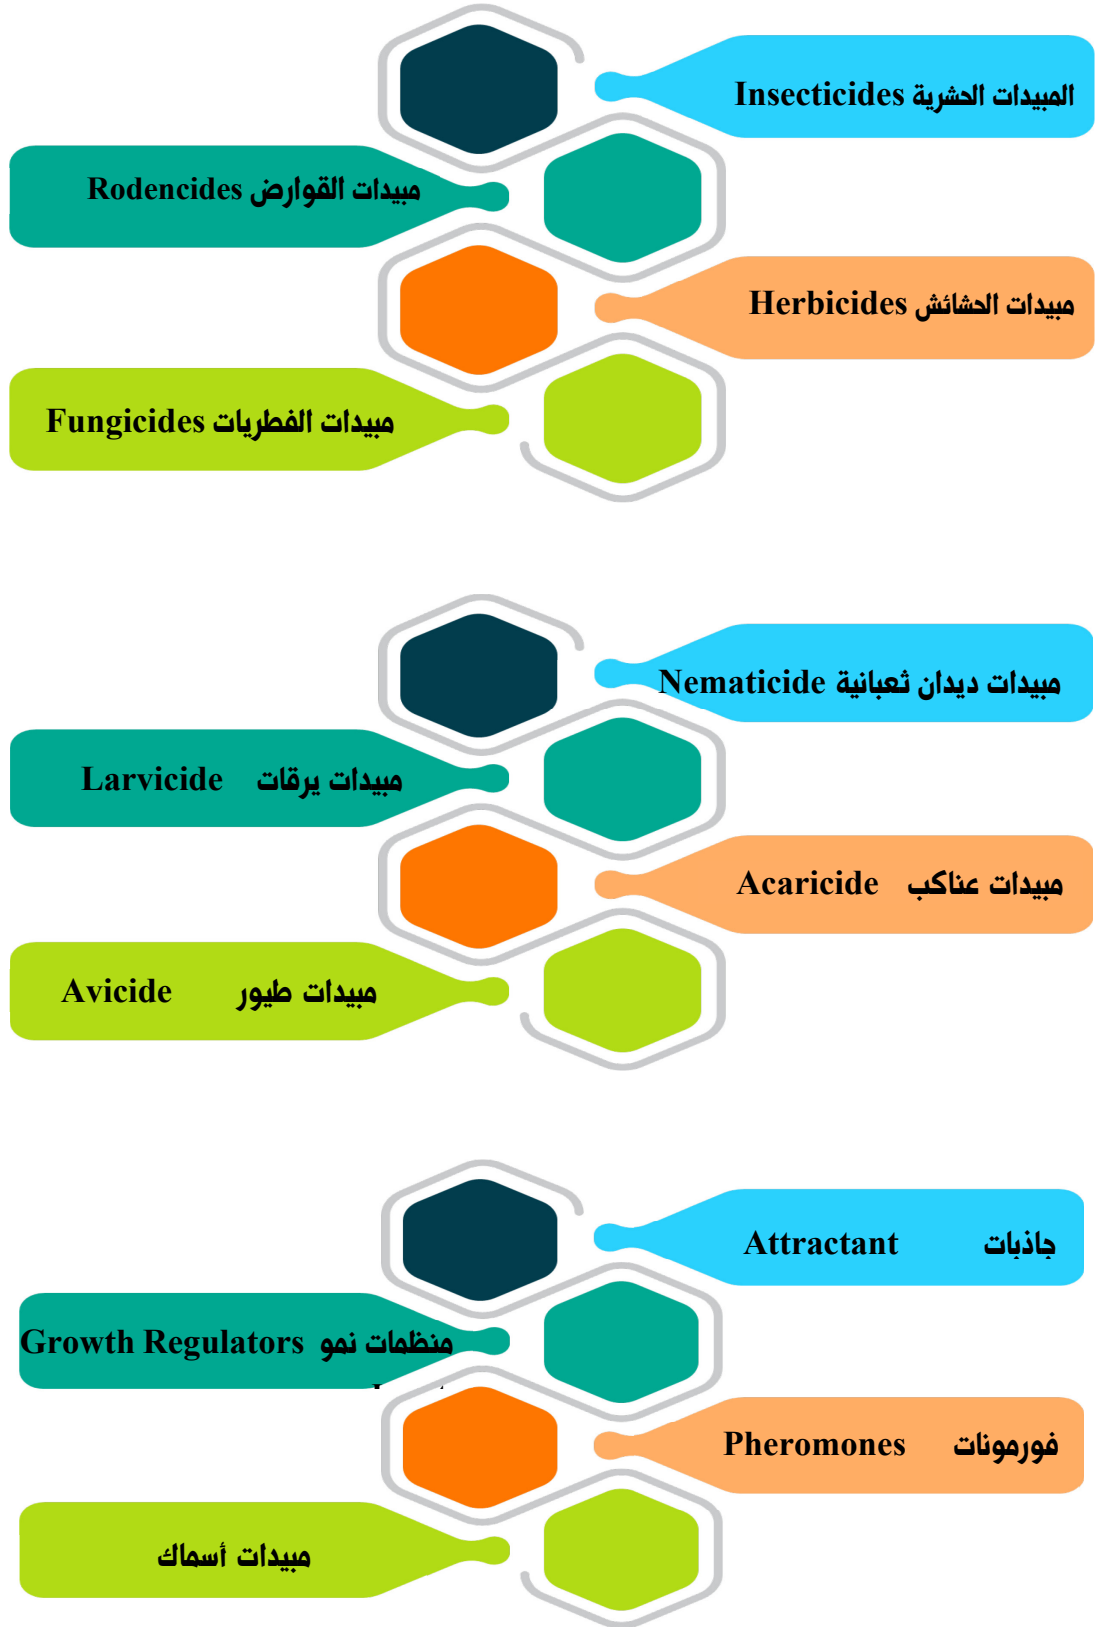 المبيدات الحشرية Insecticides
مبيدات القوارض Rodencides
مبيدات الحشائش Herbicides
مبيدات الفطريات Fungicides
مبيدات ديدان ثعبانية Nematicide
مبيدات يرقات Larvicide
مبيدات عناكب Acaricide
مبيدات طيور Avicide
جاذبات Attractant
منظمات نمو Growth Regulators
فورمونات Pheromones
مبيدات أسماك